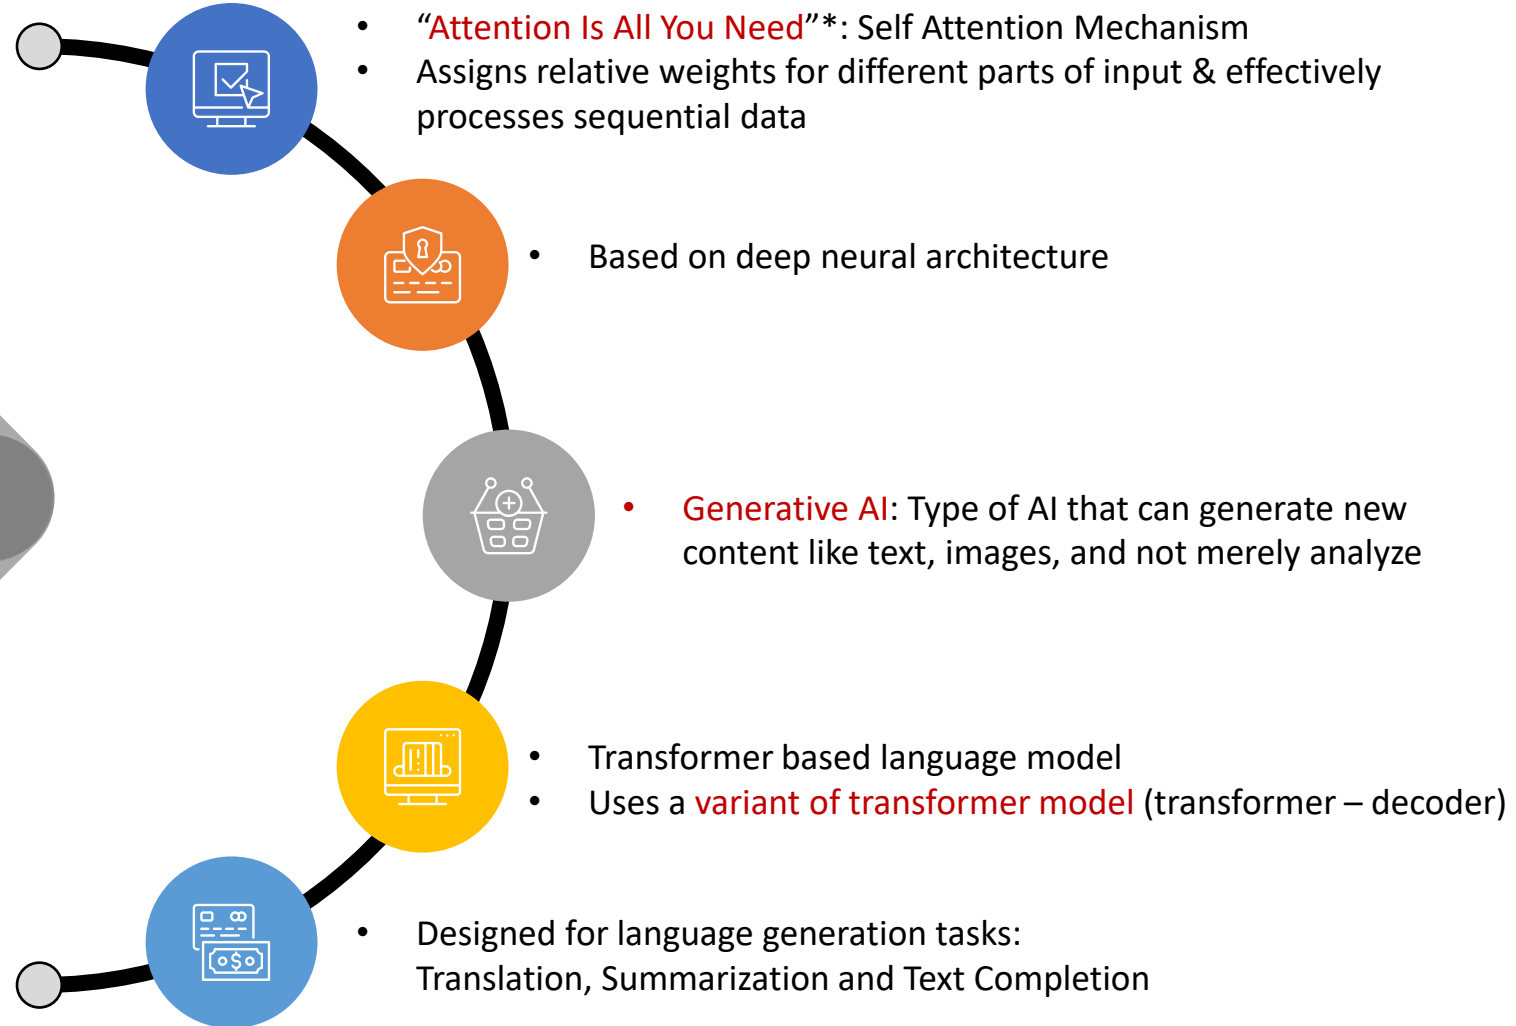 • “Attention Is All You Need”*: Self Attention Mechanism
• Assigns relative weights for different parts of input & effectively
processes sequential data
• Based on deep neural architecture
• Generative AI: Type of AI that can generate new
content like text, images, and not merely analyze
• Transformer based language model
• Uses a variant of transformer model (transformer – decoder)
• Designed for language generation tasks:
Translation, Summarization and Text Completion